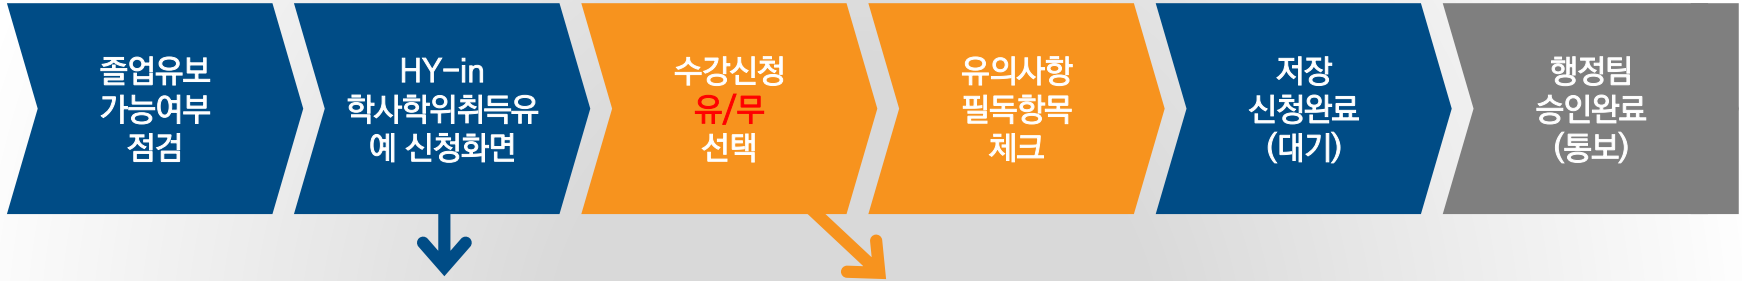 졸업유보
가능여부
점검
HY-in
학사학위취득유
예 신청화면
수강신청
유/무
선택
유의사항
필독항목
체크
저장
신청완료
(대기)
행정팀
승인완료
(통보)